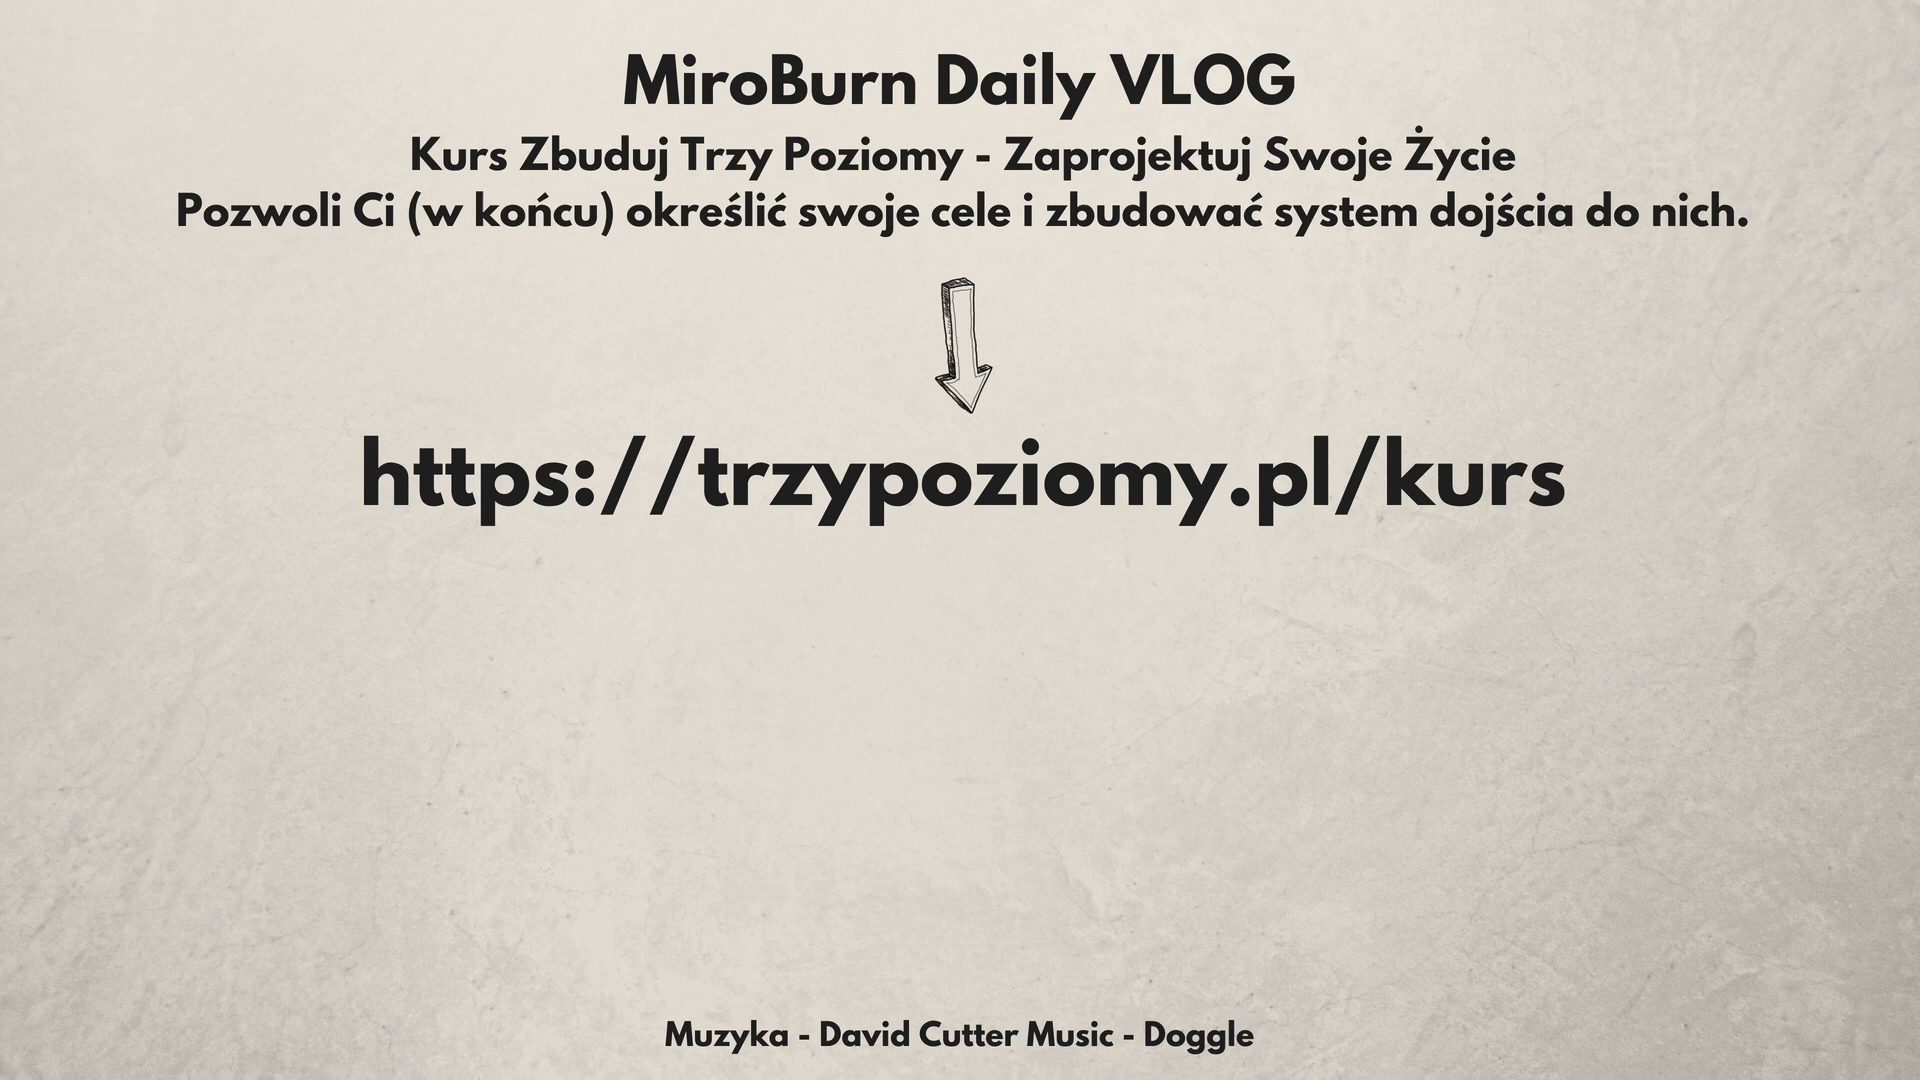 MiroBurn Daily VLOG
Kurs Zbuduj Trzy Poziomy - Zaprojektuj Swoje Życie
Pozwoli Ci (w końcu) określić swoje cele i zbudować system dojścia do nich.
https://trzypoziomy.pl/kurs
Muzyka - David Cutter Music - Doggle